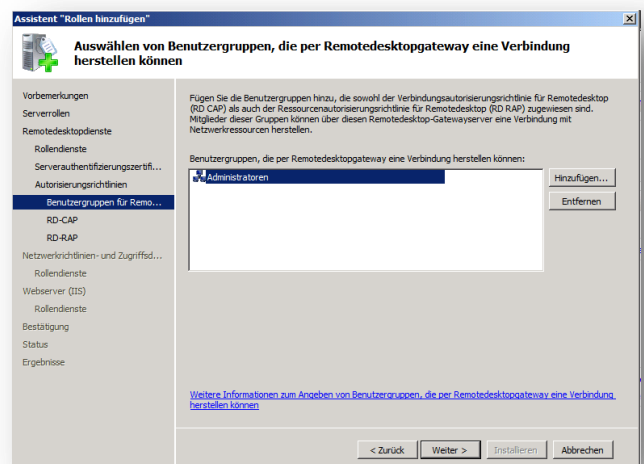 Assistent "Rollen hinzufügen"
Auswählen von Benutzergruppen, die per Remotedesktopgateway eine Verbindung
herstellen können
Vorbemerkungen
Serverrollen
Remotedesktopdienste
Rollendienste
Serverauthentifizierungszertifi...
Autorisierungsrichtlinien
Benutzergruppen für Remo...
RD-CAP
RD-RAP
Netzwerkrichtlinien- und Zugriffsd...
Rollendienste
Webserver (IIS)
Rollendienste
Bestätigung
Status
Ergebnisse
Fügen Sie die Benutzergruppen hinzu, die sowohl der Verbindungsautorisierungsrichtlinie für Remotedesktop
(RD CAP) als auch der Ressourcenautorisierungsrichtlinie für Remotedesktop (RD RAP) zugewiesen sind.
Mitglieder dieser Gruppen können über diesen Remotedesktop-Gatewayserver eine Verbindung mit
Netzwerkressourcen herstellen.
Benutzergruppen, die per Remotedesktopgateway eine Verbindung herstellen können:
Administratoren
Hinzufügen...
Entfernen
Weitere Informationen zum Angeben von Benutzergruppen, die per Remotedesktopgateway eine Verbindung
herstellen können
< Zurück
Weiter >
Installieren
Abbrechen